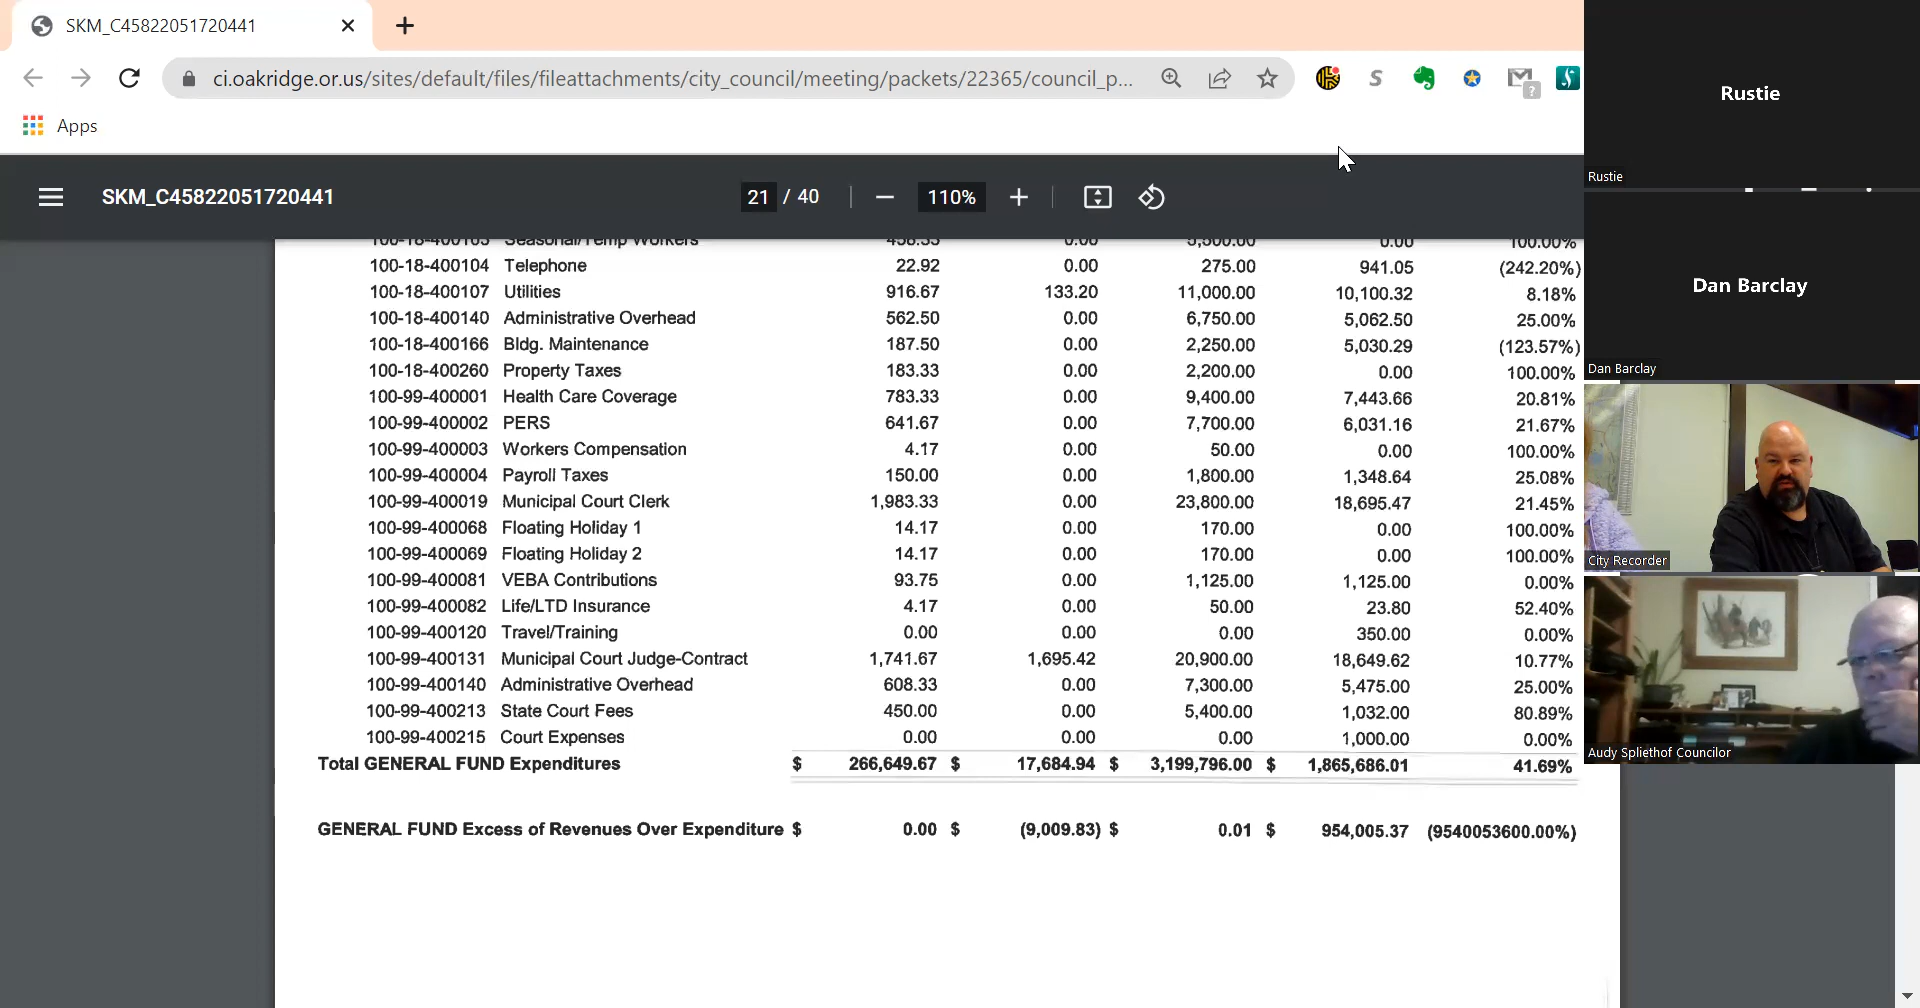 SKM_C45822051720441
ci.oakridge.or.us/sites/default/files/fileattachments/city_council/meeting/packets/22365/council_p...
Apps
SKM_C45822051720441
21 / 40
110%
100-18-400103 Seasonal/Temp Workers 458.33 0.00 5,500.00 0.00 100.00%
100-18-400104 Telephone 22.92 0.00 275.00 941.05 (242.20%)
100-18-400107 Utilities 916.67 133.20 11,000.00 10,100.32 8.18%
100-18-400140 Administrative Overhead 562.50 0.00 6,750.00 5,062.50 25.00%
100-18-400166 Bldg. Maintenance 187.50 0.00 2,250.00 5,030.29 (123.57%)
100-18-400260 Property Taxes 183.33 0.00 2,200.00 0.00 100.00%
100-99-400001 Health Care Coverage 783.33 0.00 9,400.00 7,443.66 20.81%
100-99-400002 PERS 641.67 0.00 7,700.00 6,031.16 21.67%
100-99-400003 Workers Compensation 4.17 0.00 50.00 0.00 100.00%
100-99-400004 Payroll Taxes 150.00 0.00 1,800.00 1,348.64 25.08%
100-99-400019 Municipal Court Clerk 1,983.33 0.00 23,800.00 18,695.47 21.45%
100-99-400068 Floating Holiday 1 14.17 0.00 170.00 0.00 100.00%
100-99-400069 Floating Holiday 2 14.17 0.00 170.00 0.00 100.00%
100-99-400081 VEBA Contributions 93.75 0.00 1,125.00 1,125.00 0.00%
100-99-400082 Life/LTD Insurance 4.17 0.00 50.00 23.80 52.40%
100-99-400120 Travel/Training 0.00 0.00 0.00 350.00 0.00%
100-99-400131 Municipal Court Judge-Contract 1,741.67 1,695.42 20,900.00 18,649.62 10.77%
100-99-400140 Administrative Overhead 608.33 0.00 7,300.00 5,475.00 25.00%
100-99-400213 State Court Fees 450.00 0.00 5,400.00 1,032.00 80.89%
100-99-400215 Court Expenses 0.00 0.00 0.00 1,000.00 0.00%
Total GENERAL FUND Expenditures $ 266,649.67 $ 17,684.94 $ 3,199,796.00 $ 1,865,686.01 41.69%
GENERAL FUND Excess of Revenues Over Expenditure $ 0.00 $ (9,009.83) $ 0.01 $ 954,005.37 (9540053600.00%)
Rustie
Rustie
Dan Barclay
Dan Barclay
City Recorder
Audy Spliethof Councilor